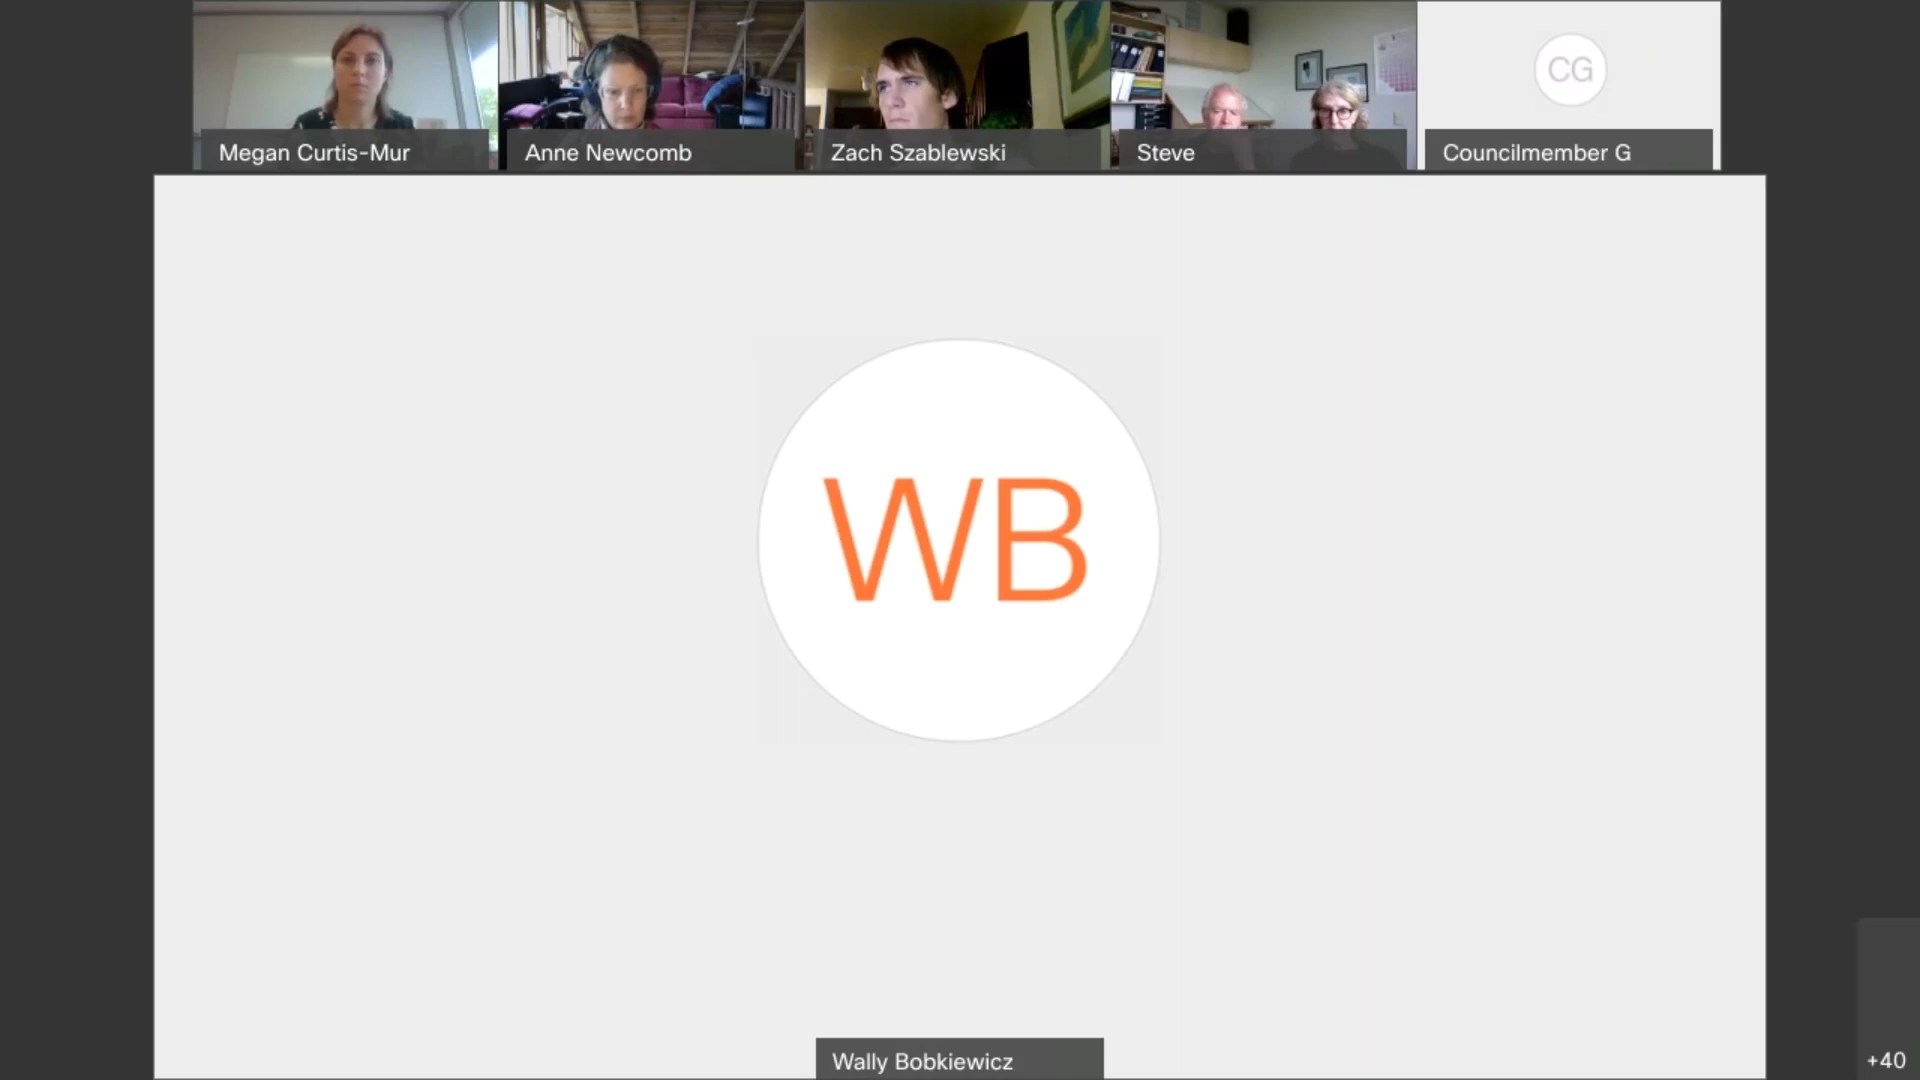 Megan Curtis-Mur
Anne Newcomb
Zach Szablewski
Steve
CG
Councilmember G
WB
Wally Bobkiewicz
+40